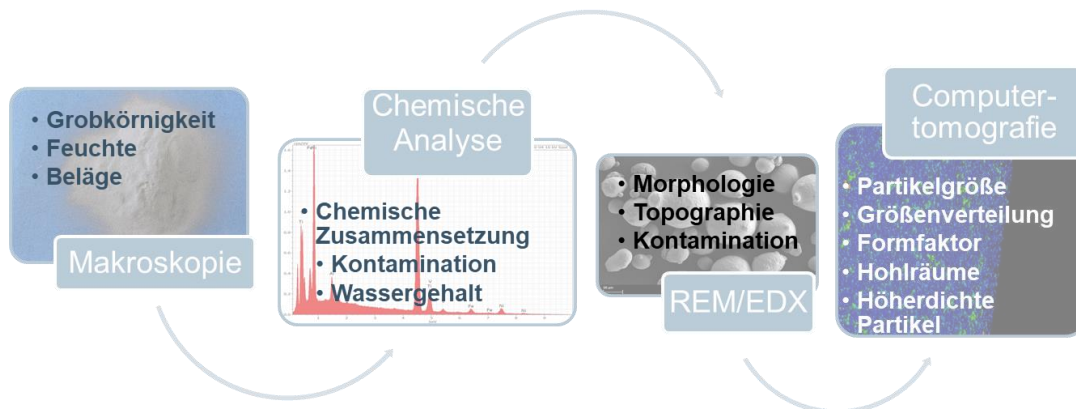 • Grobkörnigkeit
• Feuchte
• Beläge
Makroskopie
Chemische
Analyse
• Chemische
Zusammensetzung
• Kontamination
• Wassergehalt
• Morphologie
• Topographie
• Kontamination
REM/EDX
Computer-
tomografie
• Partikelgröße
• Größenverteilung
• Formfaktor
• Hohlräume
• Höherdichte
Partikel